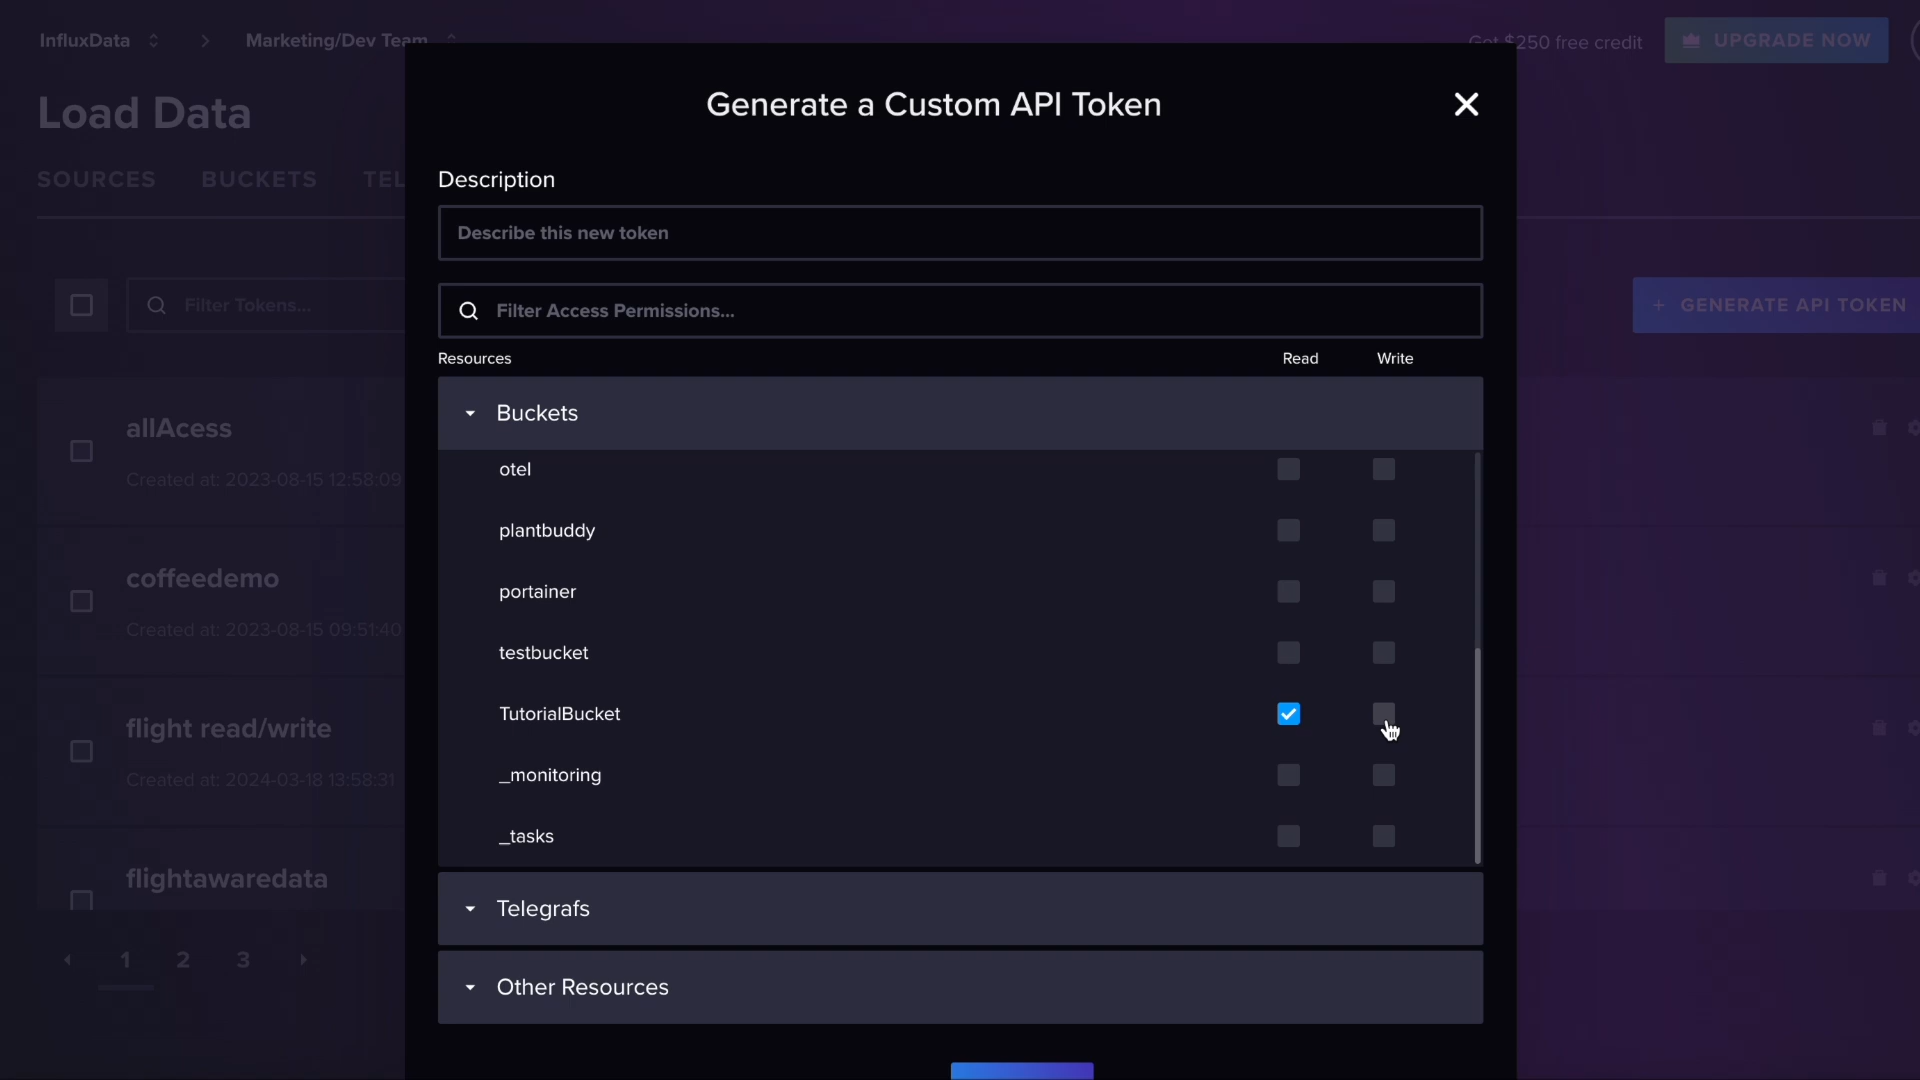 InfluxData
Marketing/Dev Team
Get $250 free credit
UPGRADE NOW
Load Data
SOURCES
BUCKETS
TEL
Filter Tokens...
GENERATE API TOKEN
allAcess
Created at: 2023-08-15 12:58:09
coffeedemo
Created at: 2023-08-15 09:51:40
flight read/write
Created at: 2024-03-18 13:58:31
flightawaredata
1 2 3
Generate a Custom API Token
Description
Describe this new token
Filter Access Permissions...
Resources Read Write
Buckets
otel
plantbuddy
portainer
testbucket
TutorialBucket
_monitoring
_tasks
Telegrafs
Other Resources